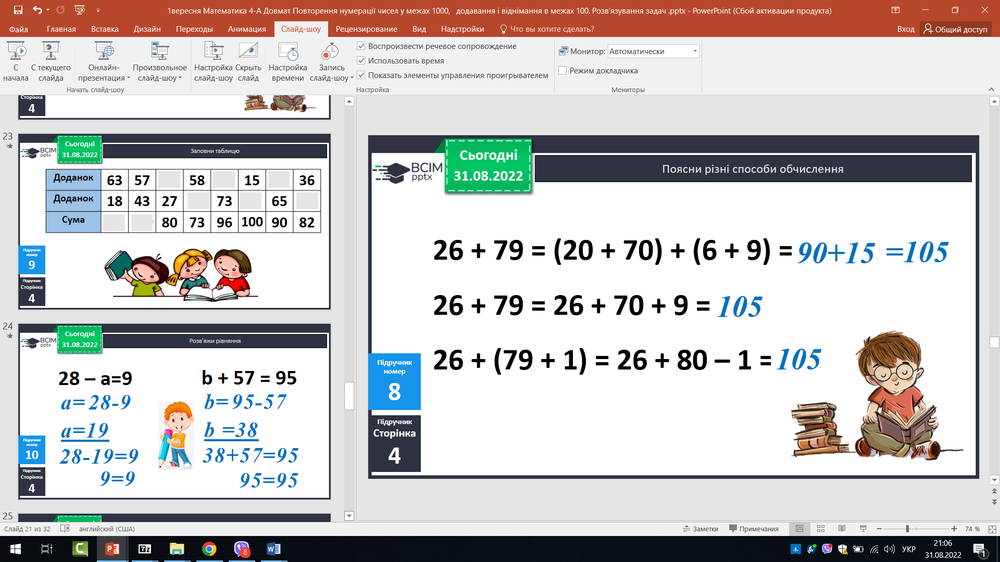 1вересня Математика 4-А Довмат Повторення нумерації чисел у межах 1000, додавання і віднімання в межах 100. Розв'язування задач .pptx - PowerPoint (Сбой активации продукта)
Файл Главная Вставка Дизайн Переходы Анимация Слайд-шоу Рецензирование Вид Надстройки Что вы хотите сделать? Вход Общий доступ
С начала
С текущего слайда
Онлайн-презентация
Произвольное слайд-шоу
Начать слайд-шоу
Настройка слайд-шоу
Скрыть слайд
Настройка времени
Запись слайд-шоу
Воспроизвести речевое сопровождение
Использовать время
Показать элементы управления проигрывателем
Настройка
Монитор: Автоматически
Режим докладчика
Мониторы
Сторінка
4
23
ВСІМ
pptx
Сьогодні
31.08.2022
Заповни таблицю
Доданок 63 57 58 15 36
Доданок 18 43 27 73 65
Сума 80 73 96 100 90 82
Підручник
номер
9
Підручник
Сторінка
4
24
ВСІМ
pptx
Сьогодні
31.08.2022
Розв'яжи рівняння
28 – a=9
a= 28-9
a=19
28-19=9
9=9
b + 57 = 95
b= 95-57
b =38
38+57=95
95=95
Підручник
номер
10
Підручник
Сторінка
4
25
ВСІМ
pptx
Сьогодні
31.08.2022
Поясни різні способи обчислення
26 + 79 = (20 + 70) + (6 + 9) = 90+15 =105
26 + 79 = 26 + 70 + 9 = 105
26 + (79 + 1) = 26 + 80 – 1 = 105
Підручник
номер
8
Підручник
Сторінка
4
Слайд 21 из 32 английский (США) Заметки Примечания 74 %
7z
8
УКР
21:06
31.08.2022
1